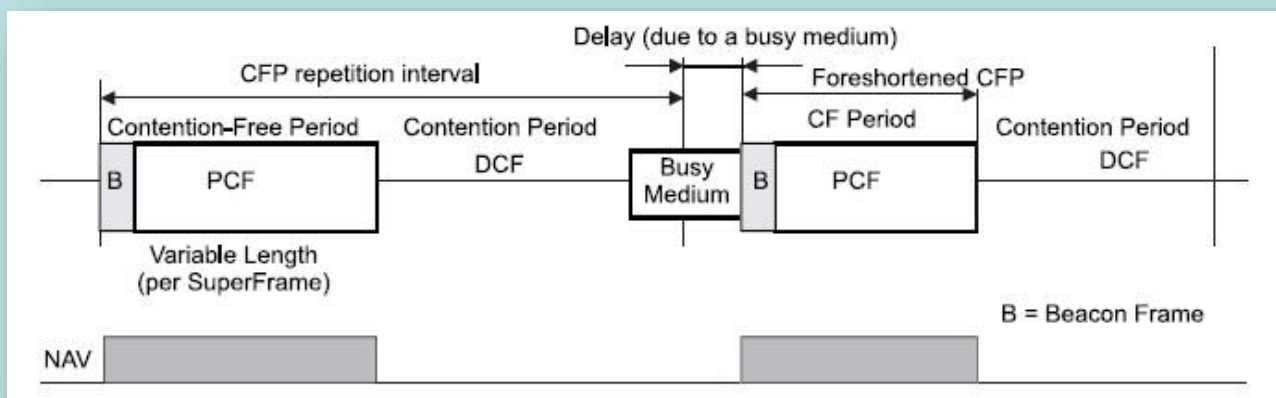 Delay (due to a busy medium)
CFP repetition interval
Foreshortened CFP
Contention-Free Period
Contention Period
CF Period
Contention Period
DCF
DCF
B
PCF
Busy
Medium
B
PCF
Variable Length
(per SuperFrame)
B = Beacon Frame
NAV